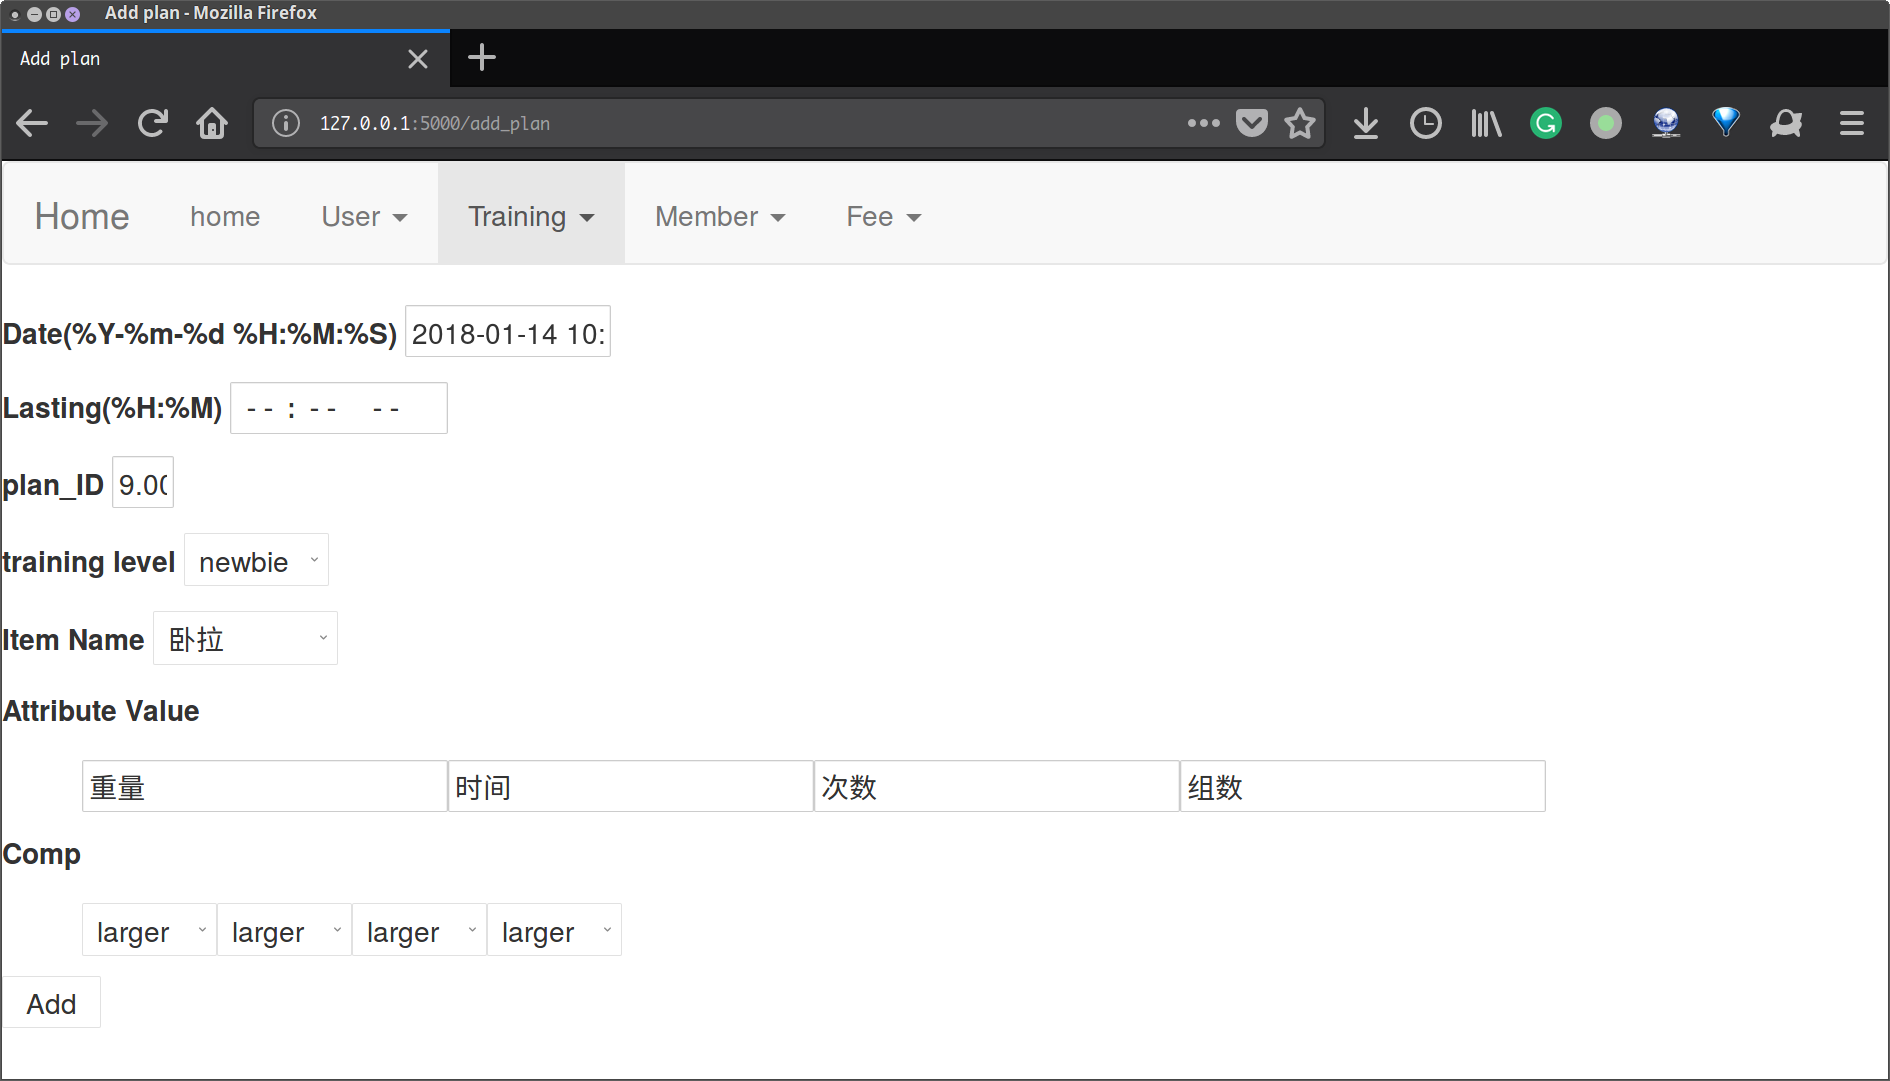 Add plan - Mozilla Firefox
Add plan
127.0.0.1:5000/add_plan
Home home User Training Member Fee
Date(%Y-%m-%d %H:%M:%S) 2018-01-14 10:
Lasting(%H:%M) --:-- --
plan_ID 9.00
training level newbie
Item Name 卧拉
Attribute Value
重量 时间 次数 组数
Comp
larger larger larger larger
Add